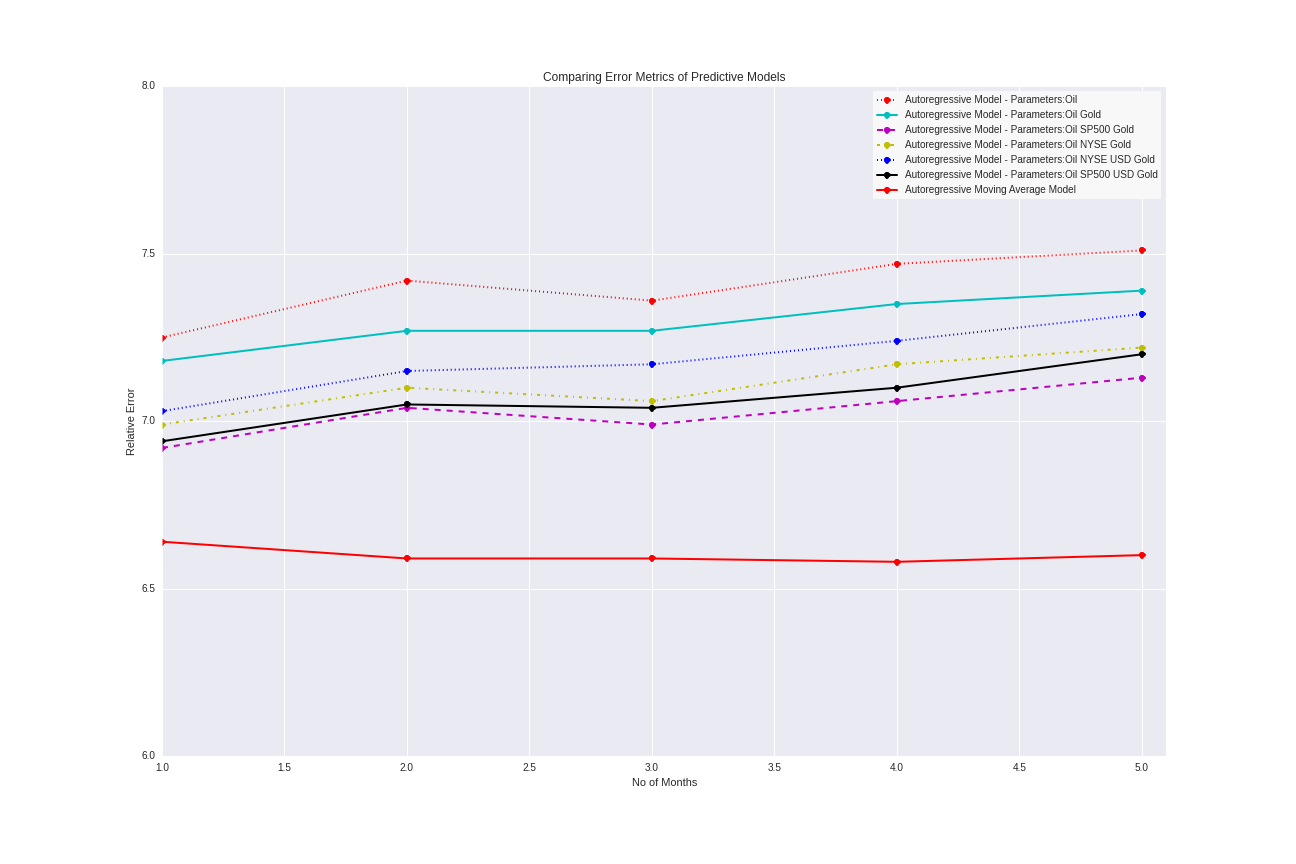 Comparing Error Metrics of Predictive Models
8.0
7.5
7.0
6.5
6.0
Relative Error
Autoregressive Model - Parameters:Oil
Autoregressive Model - Parameters:Oil Gold
Autoregressive Model - Parameters:Oil SP500 Gold
Autoregressive Model - Parameters:Oil NYSE Gold
Autoregressive Model - Parameters:Oil NYSE USD Gold
Autoregressive Model - Parameters:Oil SP500 USD Gold
Autoregressive Moving Average Model
1.0 1.5 2.0 2.5 3.0 3.5 4.0 4.5 5.0
No of Months